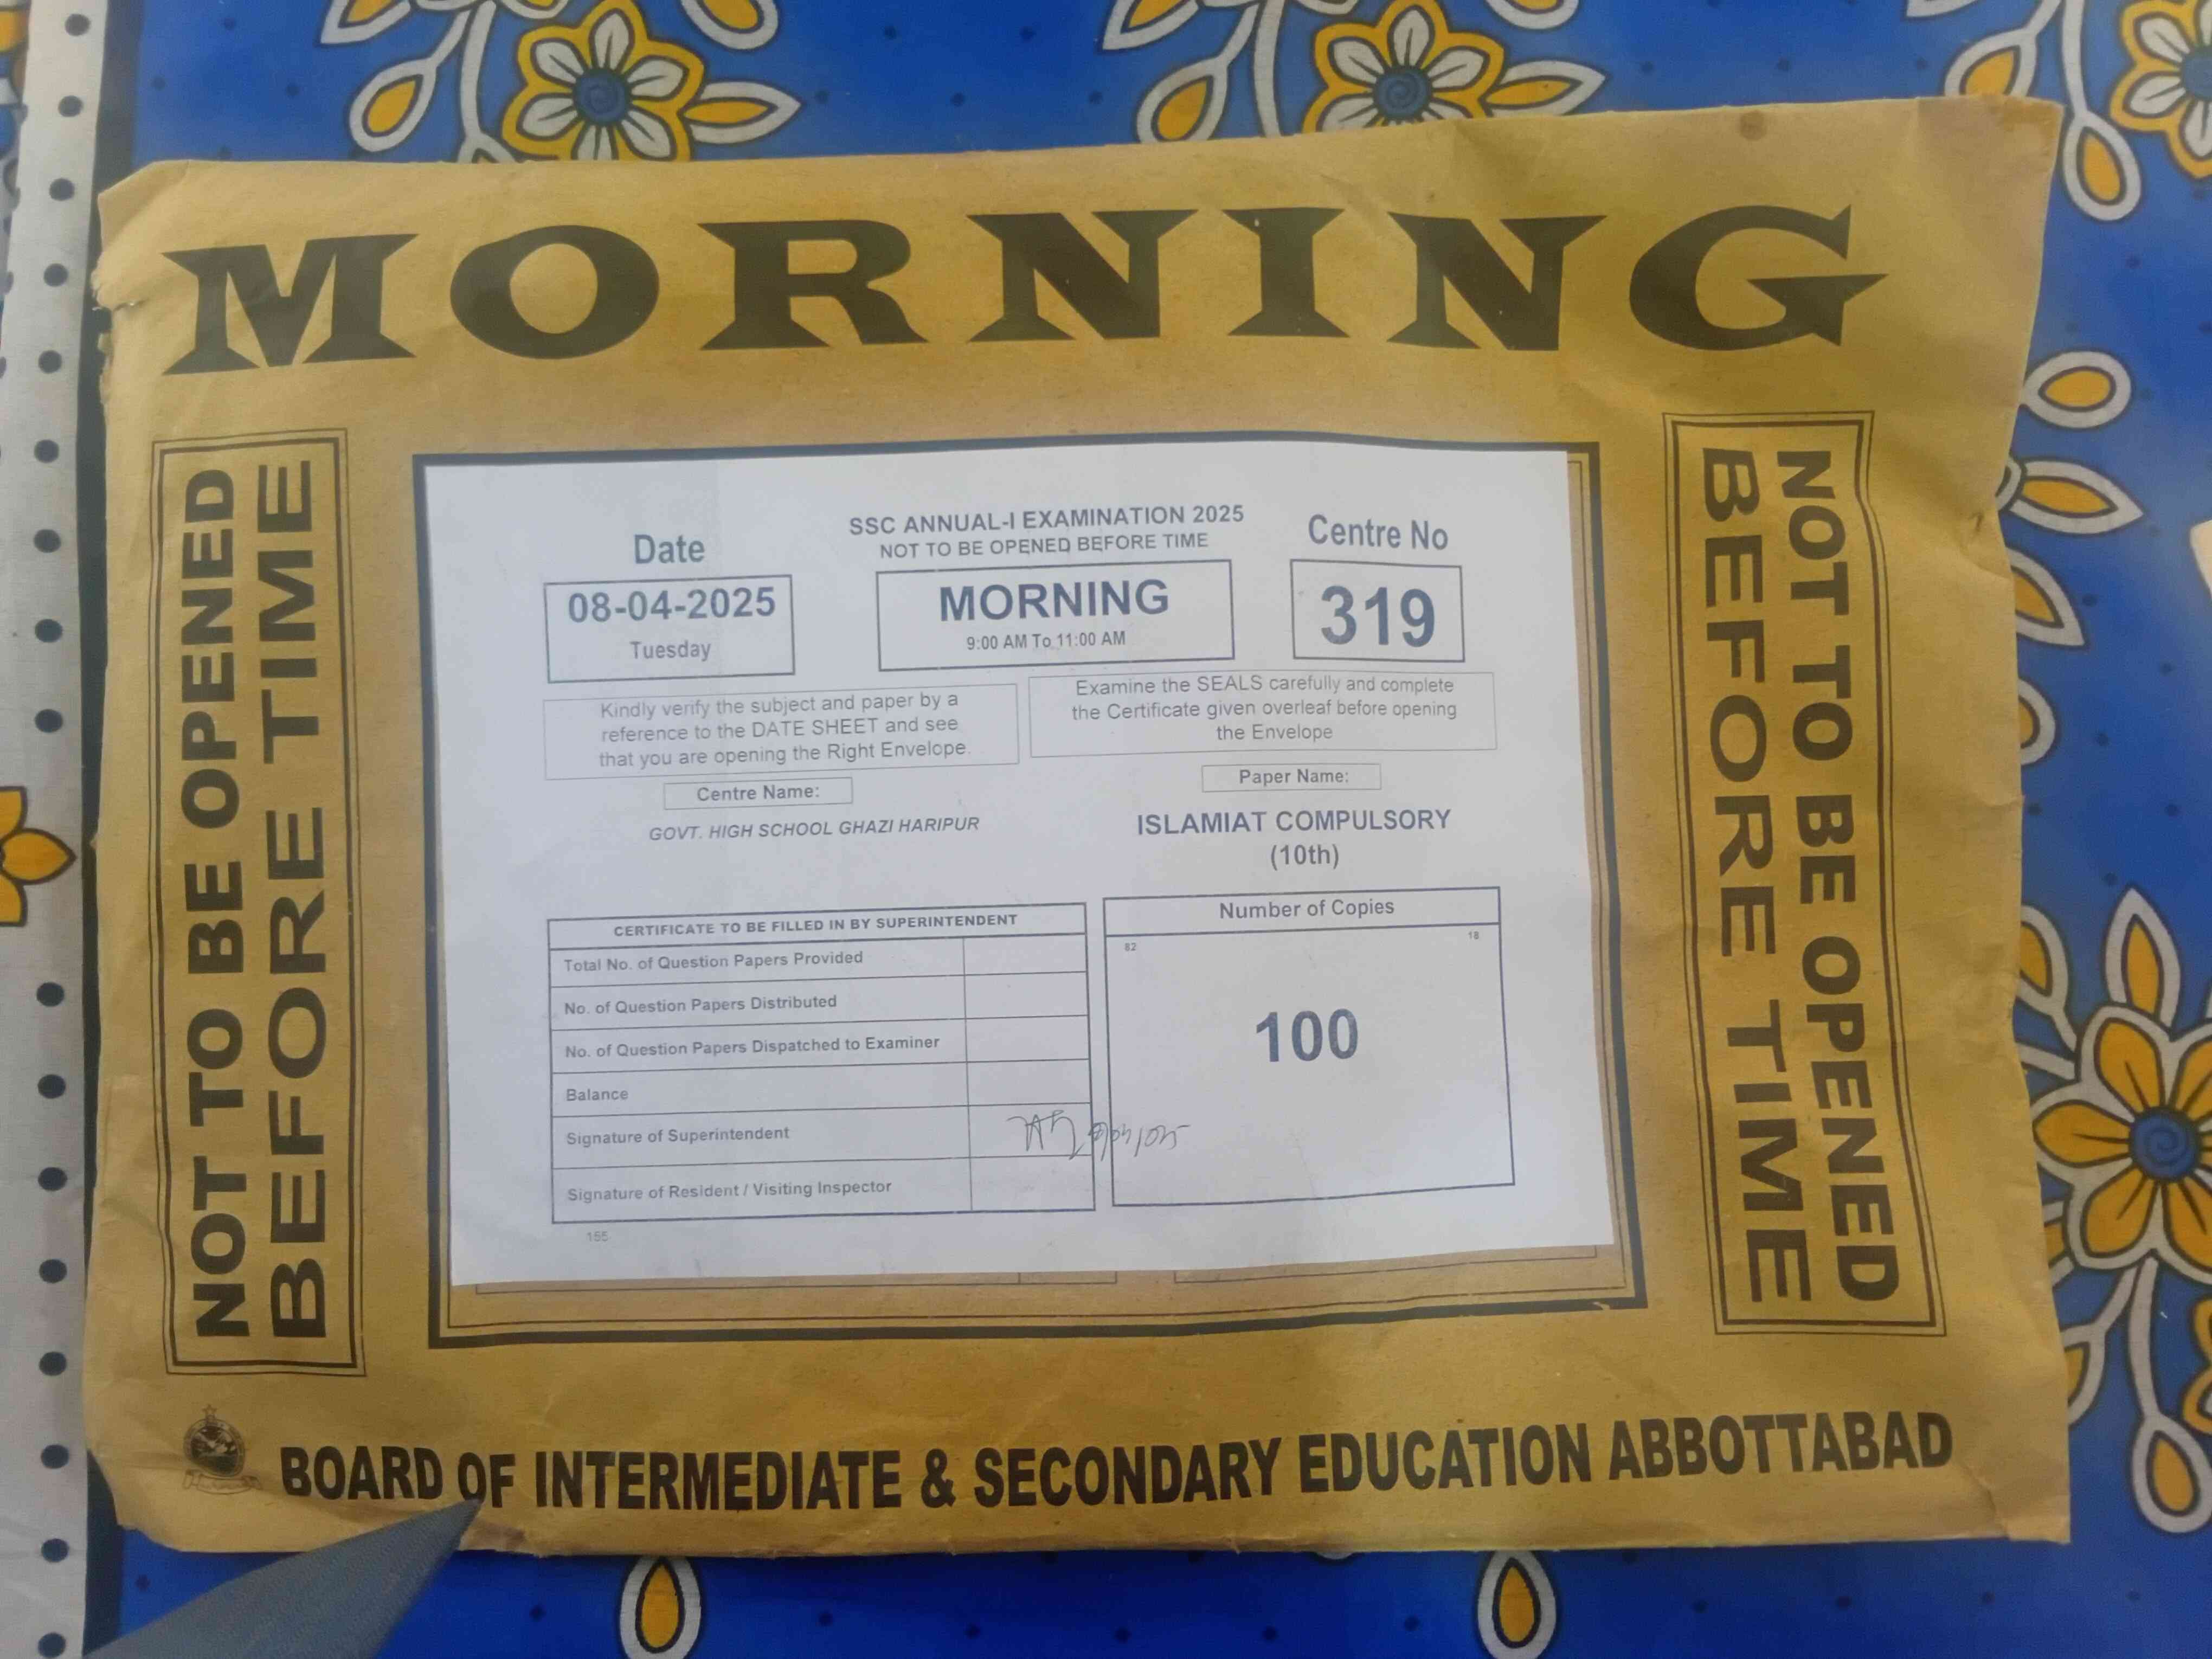 MORNING
NOT TO BE OPENED
BEFORE TIME
SSC ANNUAL-I EXAMINATION 2025
NOT TO BE OPENED BEFORE TIME
Date
08-04-2025
Tuesday
MORNING
9:00 AM To 11:00 AM
Centre No
319
Kindly verify the subject and paper by a
reference to the DATE SHEET and see
that you are opening the Right Envelope.
Examine the SEALS carefully and complete
the Certificate given overleaf before opening
the Envelope
Centre Name:
GOVT. HIGH SCHOOL GHAZI HARIPUR
Paper Name:
ISLAMIAT COMPULSORY
(10th)
CERTIFICATE TO BE FILLED IN BY SUPERINTENDENT
Total No. of Question Papers Provided
No. of Question Papers Distributed
No. of Question Papers Dispatched to Examiner
Balance
Signature of Superintendent
Signature of Resident / Visiting Inspector
155
Number of Copies
82 18
100
NOT TO BE OPENED
BEFORE TIME
BOARD OF INTERMEDIATE & SECONDARY EDUCATION ABBOTTABAD